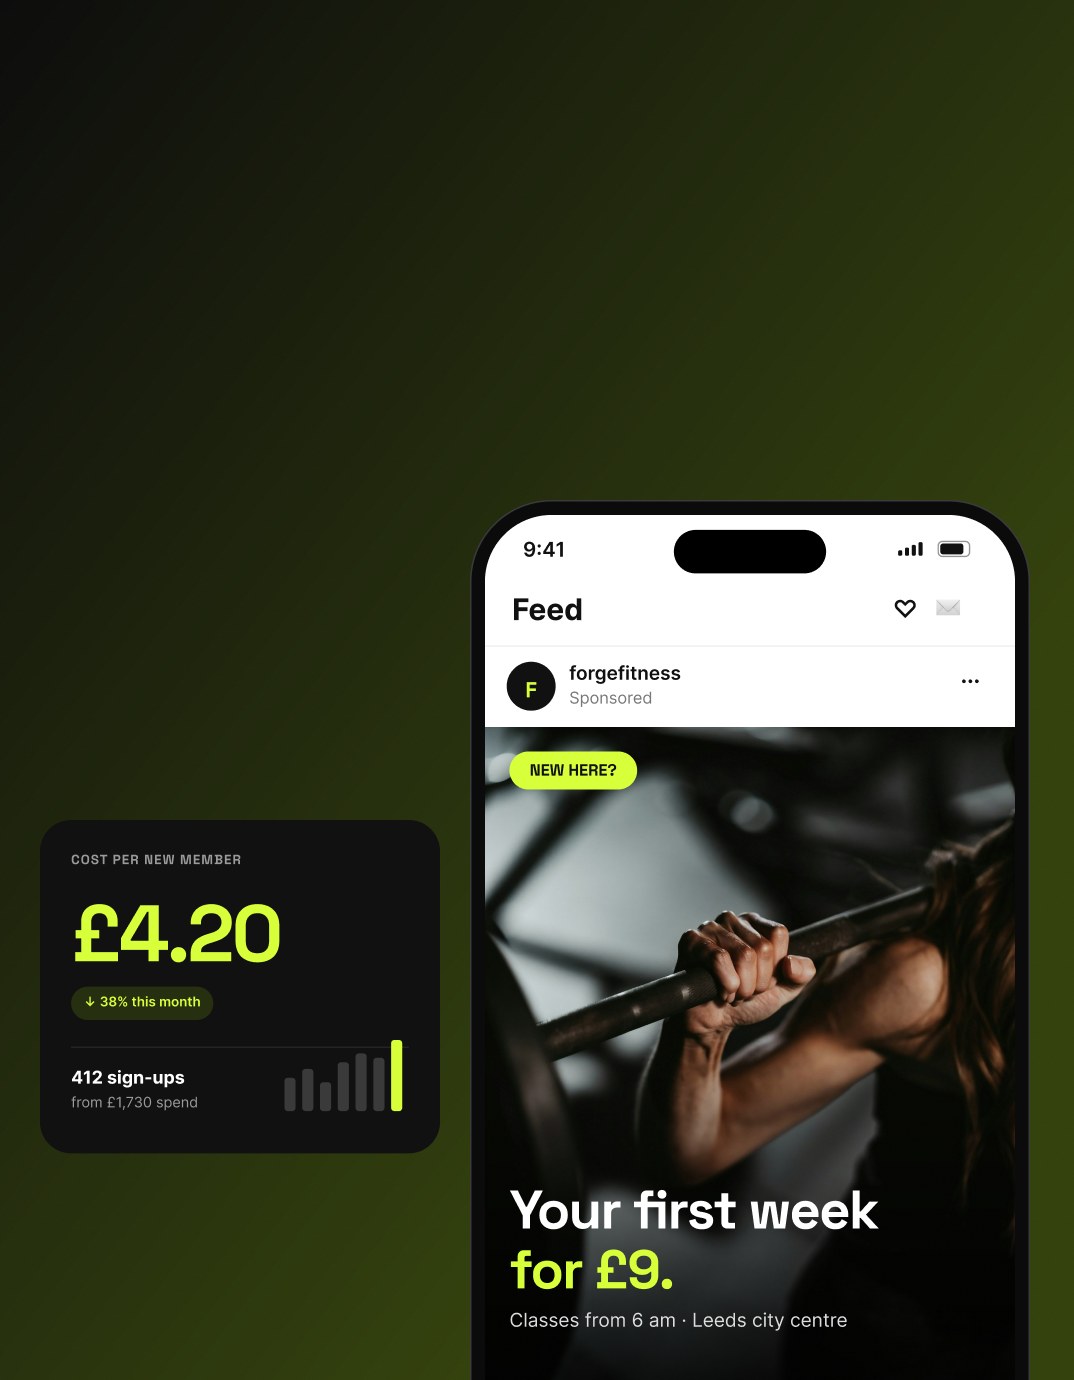 9:41
Feed
F
forgefitness
Sponsored
NEW HERE?
COST PER NEW MEMBER
£4.20
↓ 38% this month
412 sign-ups
from £1,730 spend
Your first week
for £9.
Classes from 6 am · Leeds city centre